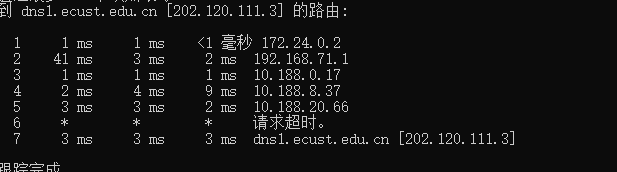 到 dns1.ecust.edu.cn [202.120.111.3] 的路由:
1 1 ms 1 ms <1 毫秒 172.24.0.2
2 41 ms 3 ms 2 ms 192.168.71.1
3 1 ms 1 ms 1 ms 10.188.0.17
4 2 ms 4 ms 9 ms 10.188.8.37
5 3 ms 3 ms 2 ms 10.188.20.66
6 * * * 请求超时。
7 3 ms 3 ms 3 ms dns1.ecust.edu.cn [202.120.111.3]
跟踪完成